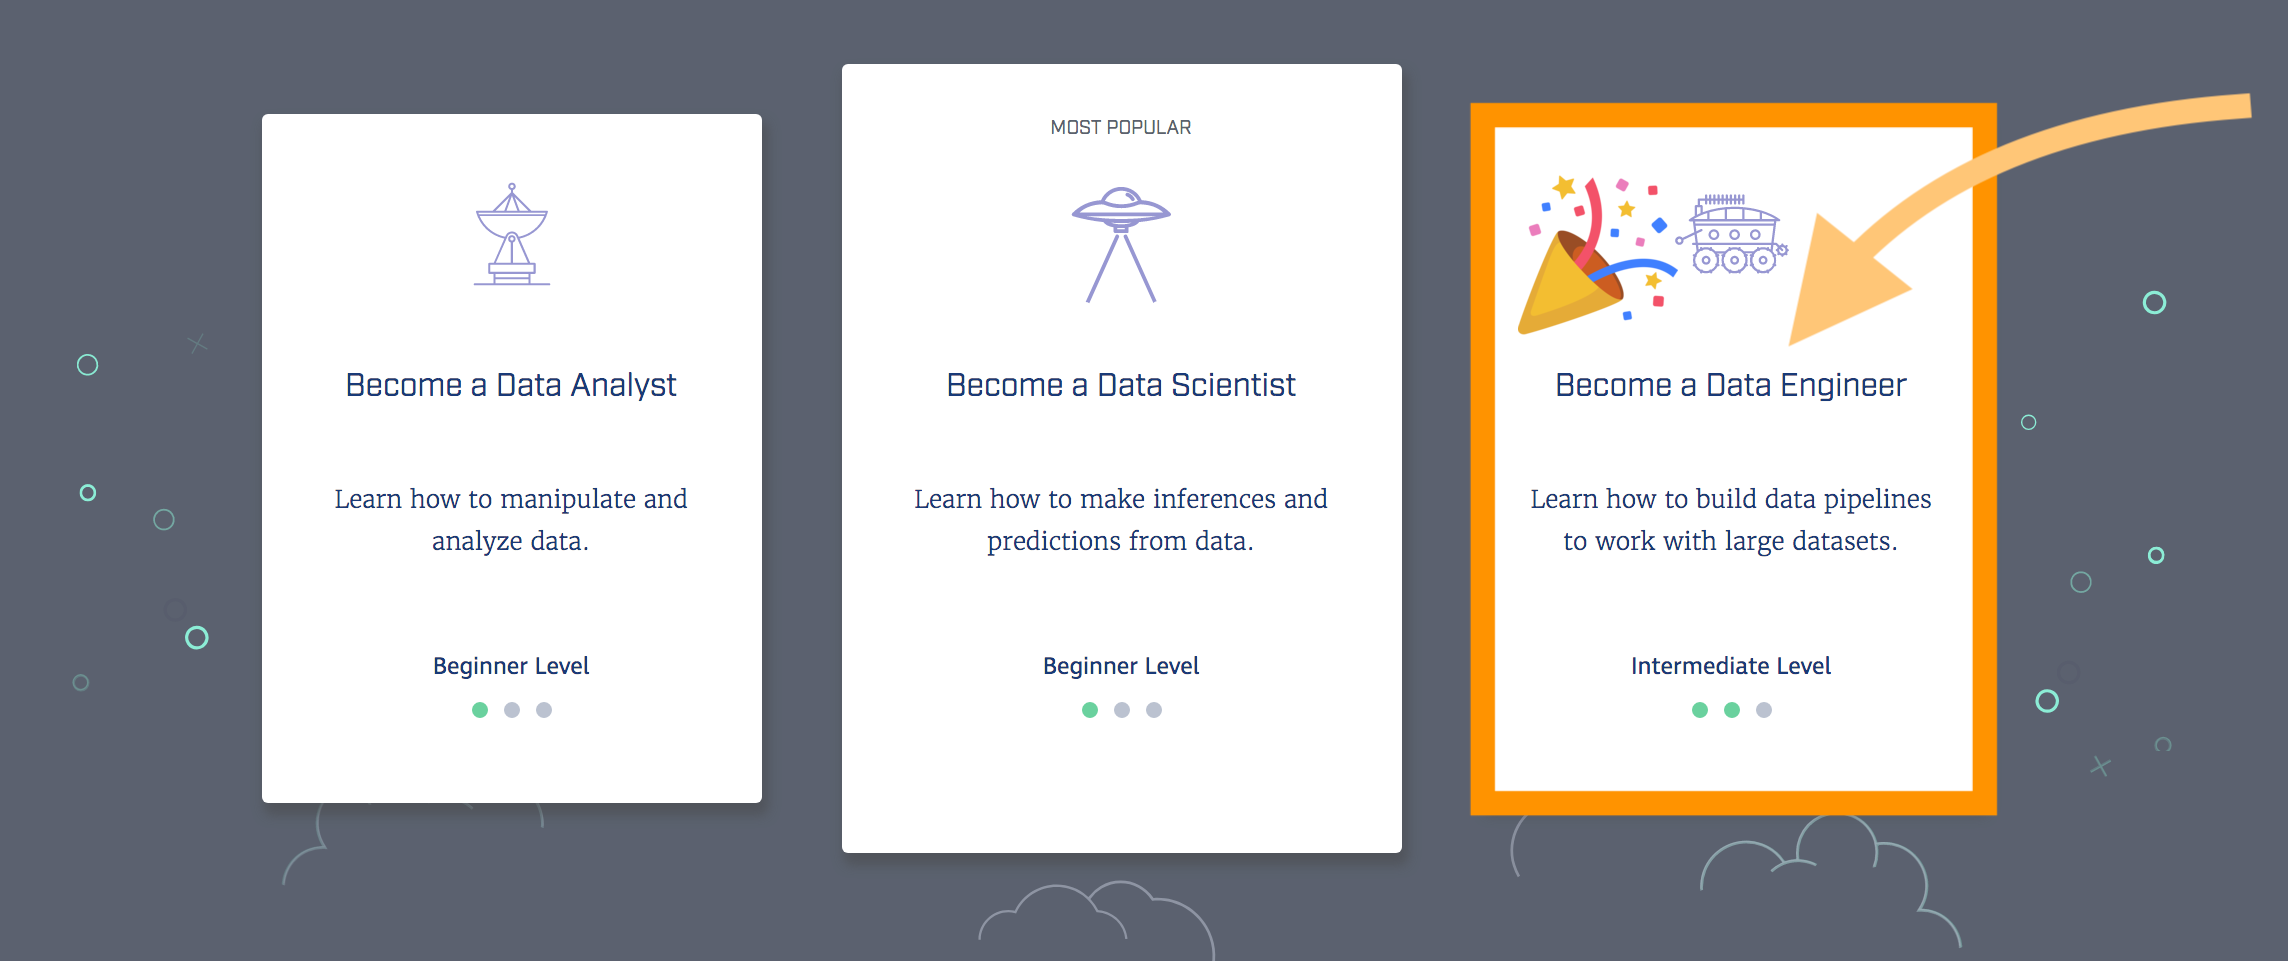 Become a Data Analyst
Learn how to manipulate and
analyze data.
Beginner Level
MOST POPULAR
Become a Data Scientist
Learn how to make inferences and
predictions from data.
Beginner Level
Become a Data Engineer
Learn how to build data pipelines
to work with large datasets.
Intermediate Level